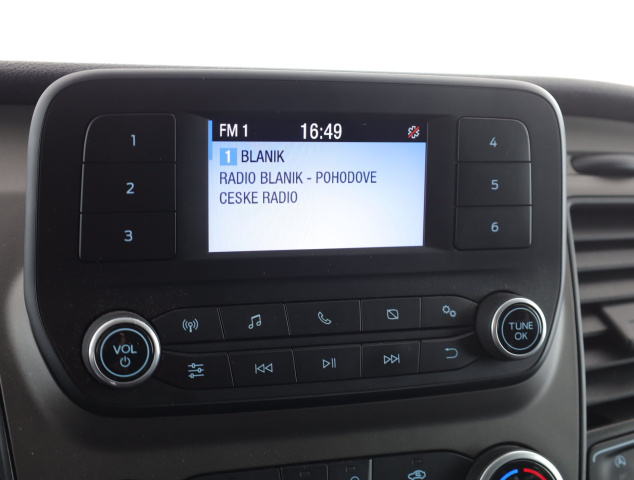 FM 1 16:49
1 BLANIK
RADIO BLANIK - POHODOVE
CESKE RADIO
1
2
3
4
5
6
VOL
TUNE
OK